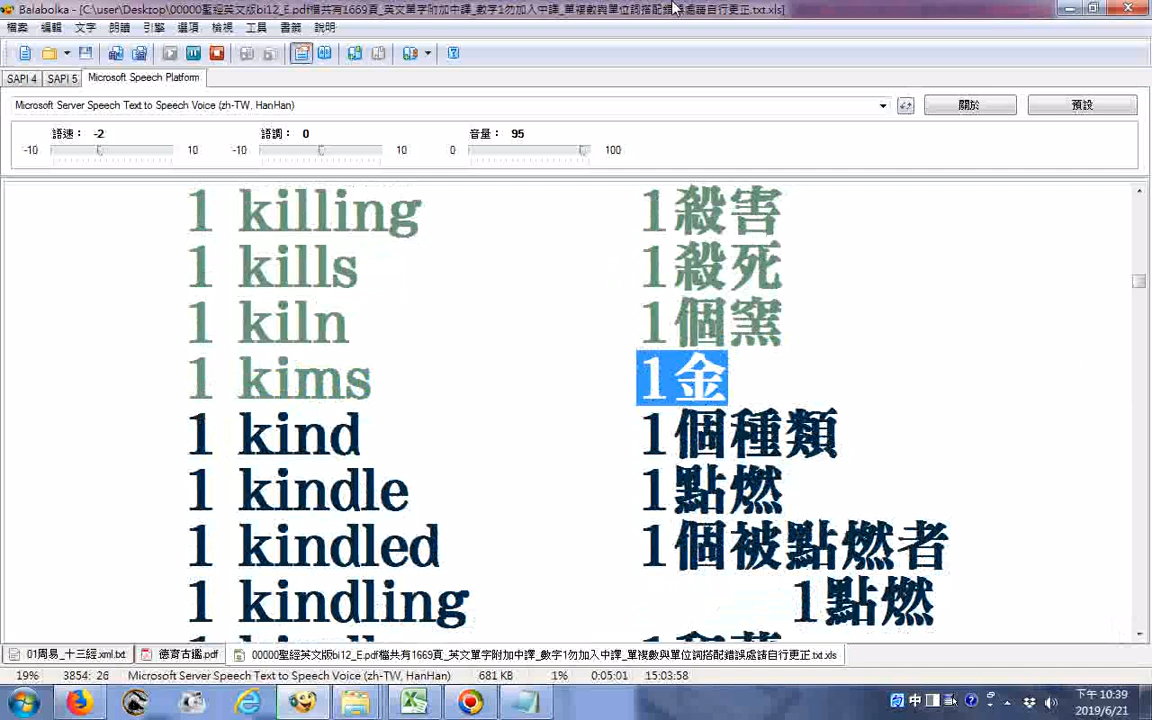 Balabolka - [C:\user\Desktop\00000聖經英文版bi12_E.pdf檔共有1669頁_英文單字附加中譯_數字1勿加入中譯_單複數與單位詞搭配錯誤處請自行更正.txt.xls]
檔案 編輯 文字 朗讀 引擎 選項 檢視 工具 書籤 說明
SAPI 4 SAPI 5 Microsoft Speech Platform
Microsoft Server Speech Text to Speech Voice (zh-TW, HanHan) 關於 預設
語速： -2 語調： 0 音量： 95
-10 10 -10 10 0 100
1 killing 1殺害
1 kills 1殺死
1 kiln 1個窯
1 kims 1金
1 kind 1個種類
1 kindle 1點燃
1 kindled 1個被點燃者
1 kindling 1點燃
01周易_十三經.xml.txt 德育古鑑.pdf 00000聖經英文版bi12_E.pdf檔共有1669頁_英文單字附加中譯_數字1勿加入中譯_單複數與單位詞搭配錯誤處請自行更正.txt.xls
19% 3854: 26 Microsoft Server Speech Text to Speech Voice (zh-TW, HanHan) 681 KB 1% 0:05:01 15:03:58
中 下午 10:39
2019/6/21